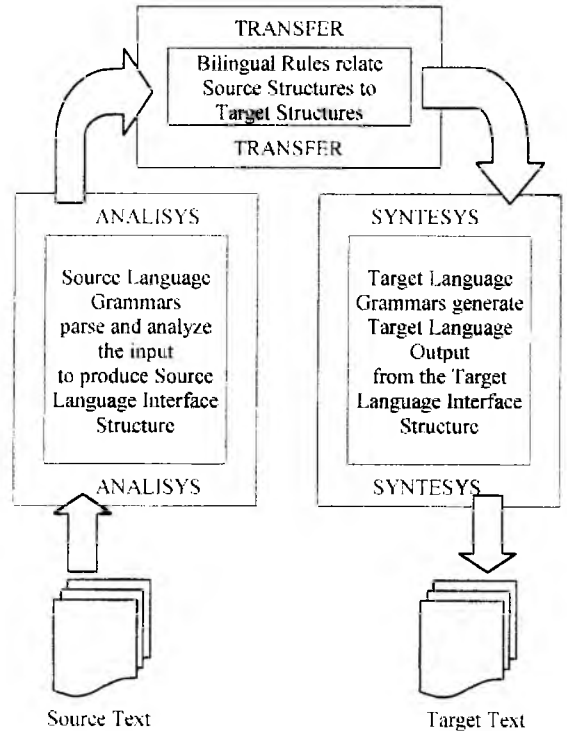 TRANSFER
Bilingual Rules relate
Source Structures to
Target Structures
TRANSFER
ANALISYS
Source Language
Grammars
parse and analyze
the input
to produce Source
Language Interface
Structure
ANALISYS
SYNTESYS
Target Language
Grammars generate
Target Language
Output
from the Target
Language Interface
Structure
SYNTESYS
Source Text
Target Text